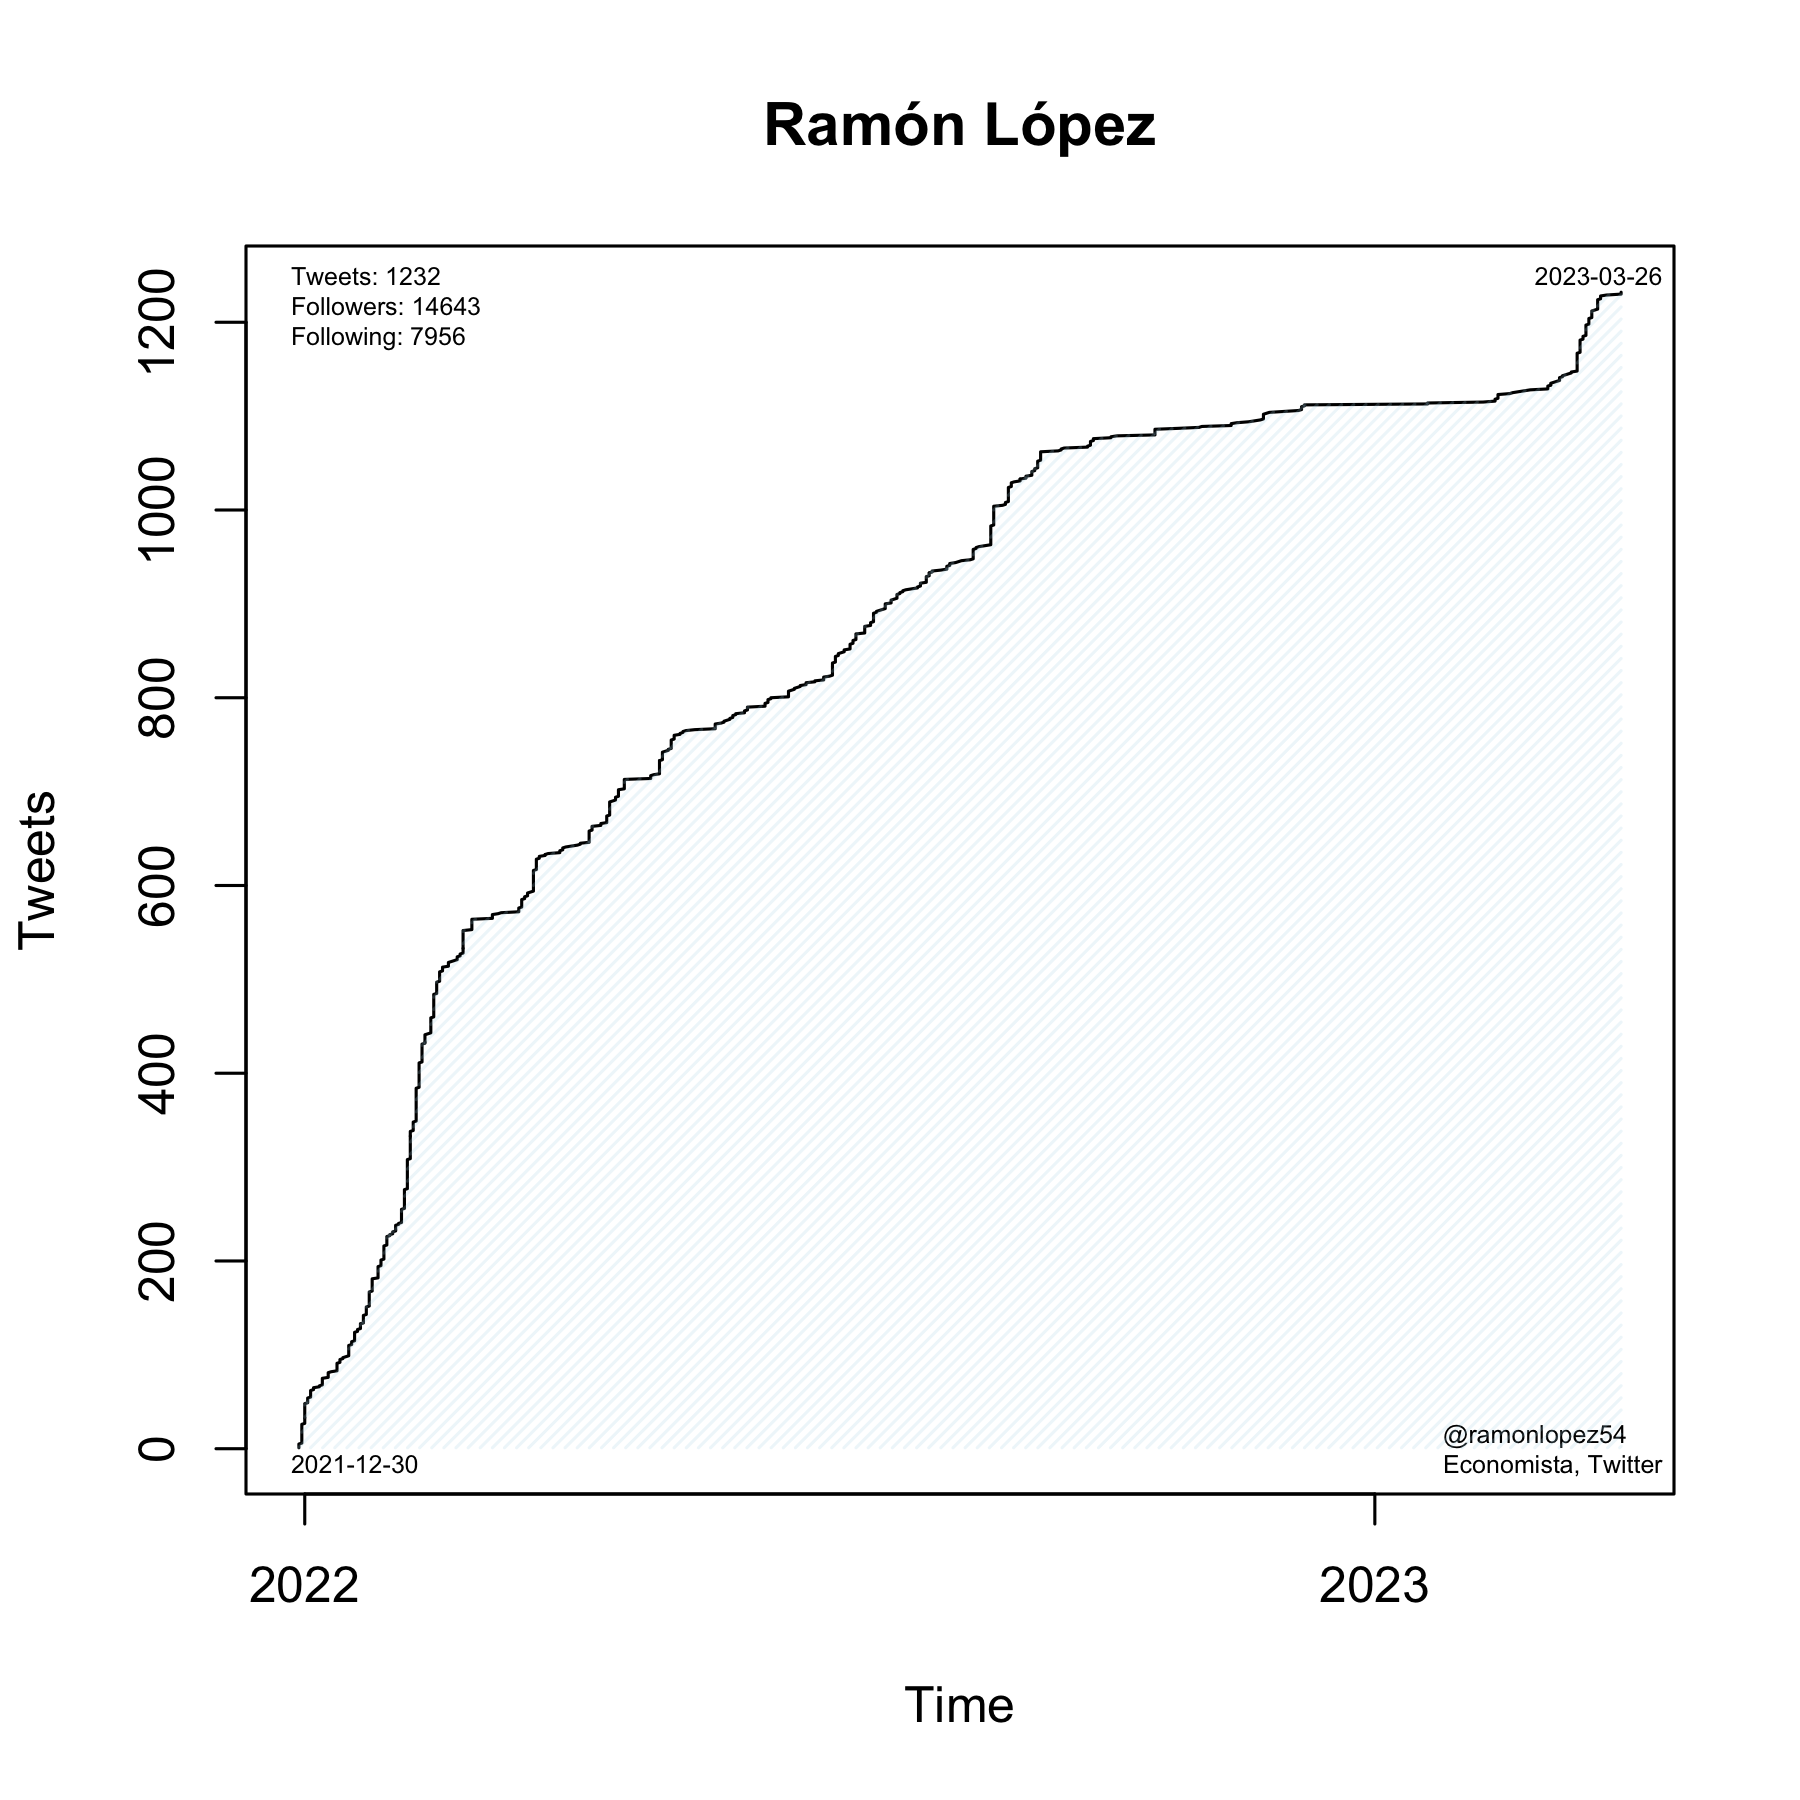 Ramón López
Tweets: 1232
Followers: 14643
Following: 7956
2023-03-26
Tweets
1200
1000
800
600
400
200
0
2021-12-30
@ramonlopez54
Economista, Twitter
2022
2023
Time